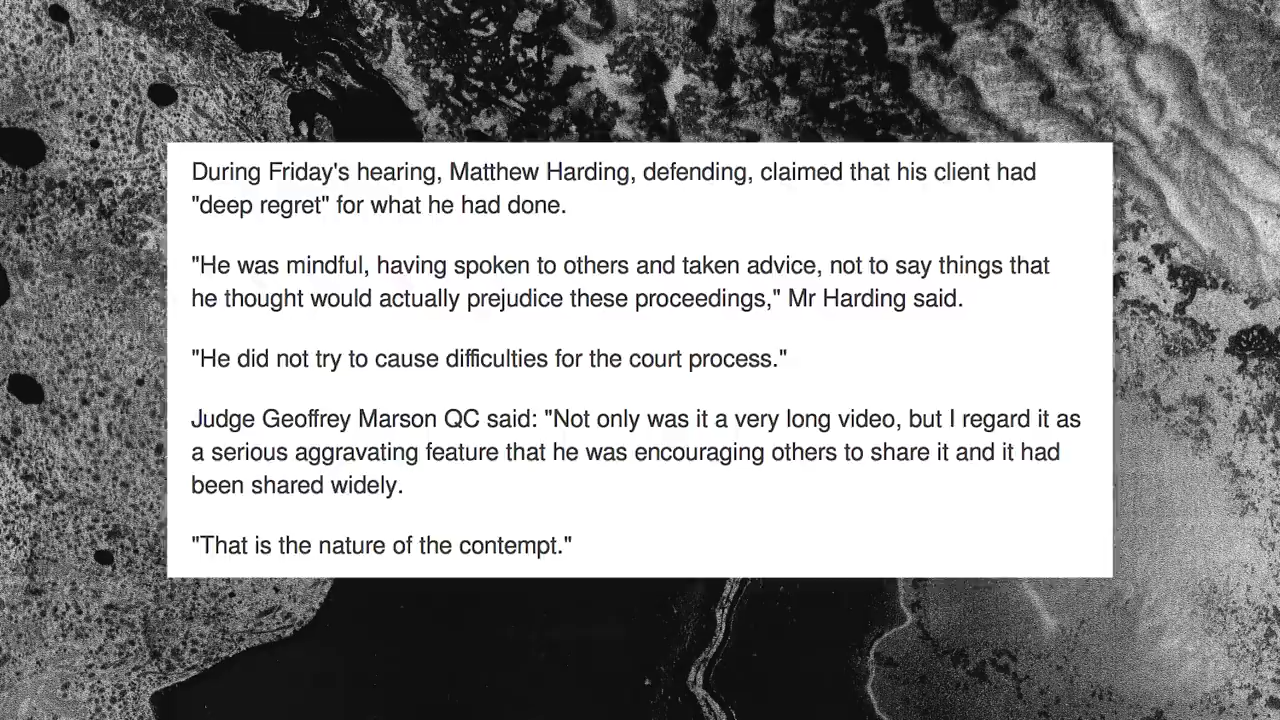 During Friday's hearing, Matthew Harding, defending, claimed that his client had
"deep regret" for what he had done.
"He was mindful, having spoken to others and taken advice, not to say things that
he thought would actually prejudice these proceedings," Mr Harding said.
"He did not try to cause difficulties for the court process."
Judge Geoffrey Marson QC said: "Not only was it a very long video, but I regard it as
a serious aggravating feature that he was encouraging others to share it and it had
been shared widely.
"That is the nature of the contempt."